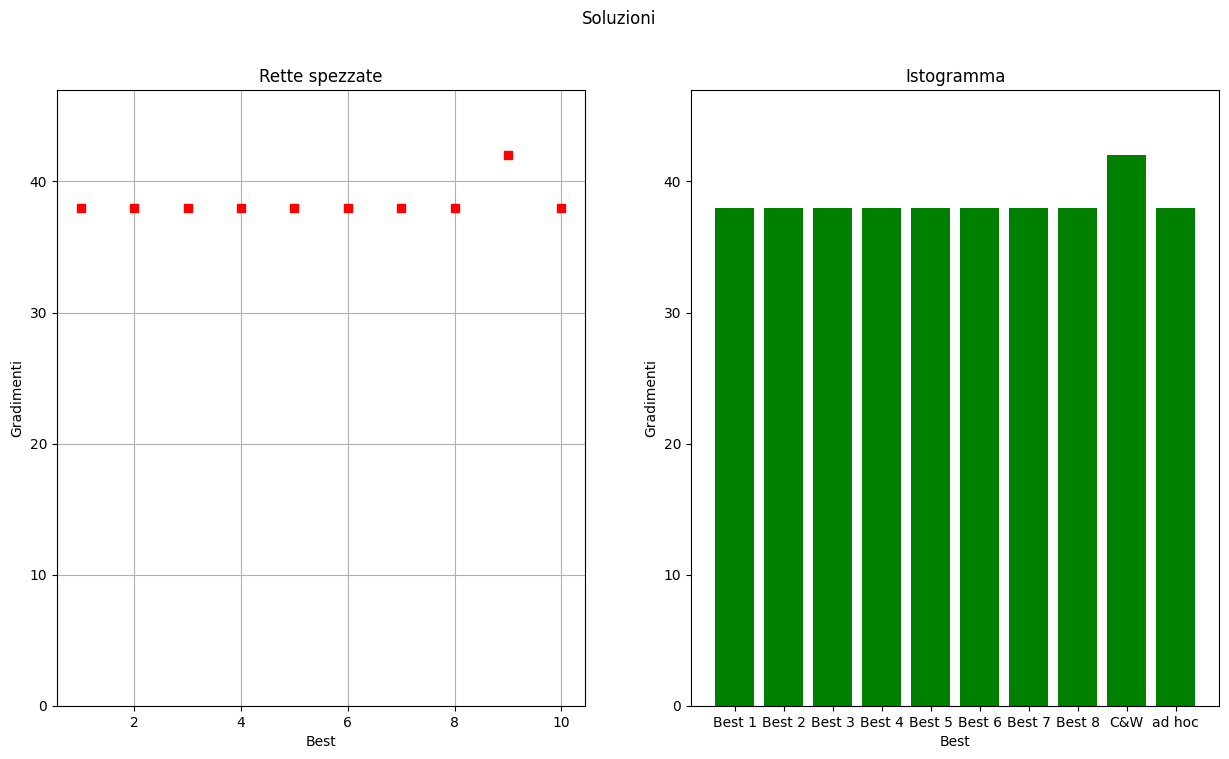 Soluzioni
Rette spezzate
Gradimenti
40
30
20
10
0
2 4 6 8 10
Best
Istogramma
Gradimenti
40
30
20
10
0
Best 1 Best 2 Best 3 Best 4 Best 5 Best 6 Best 7 Best 8 C&W ad hoc
Best